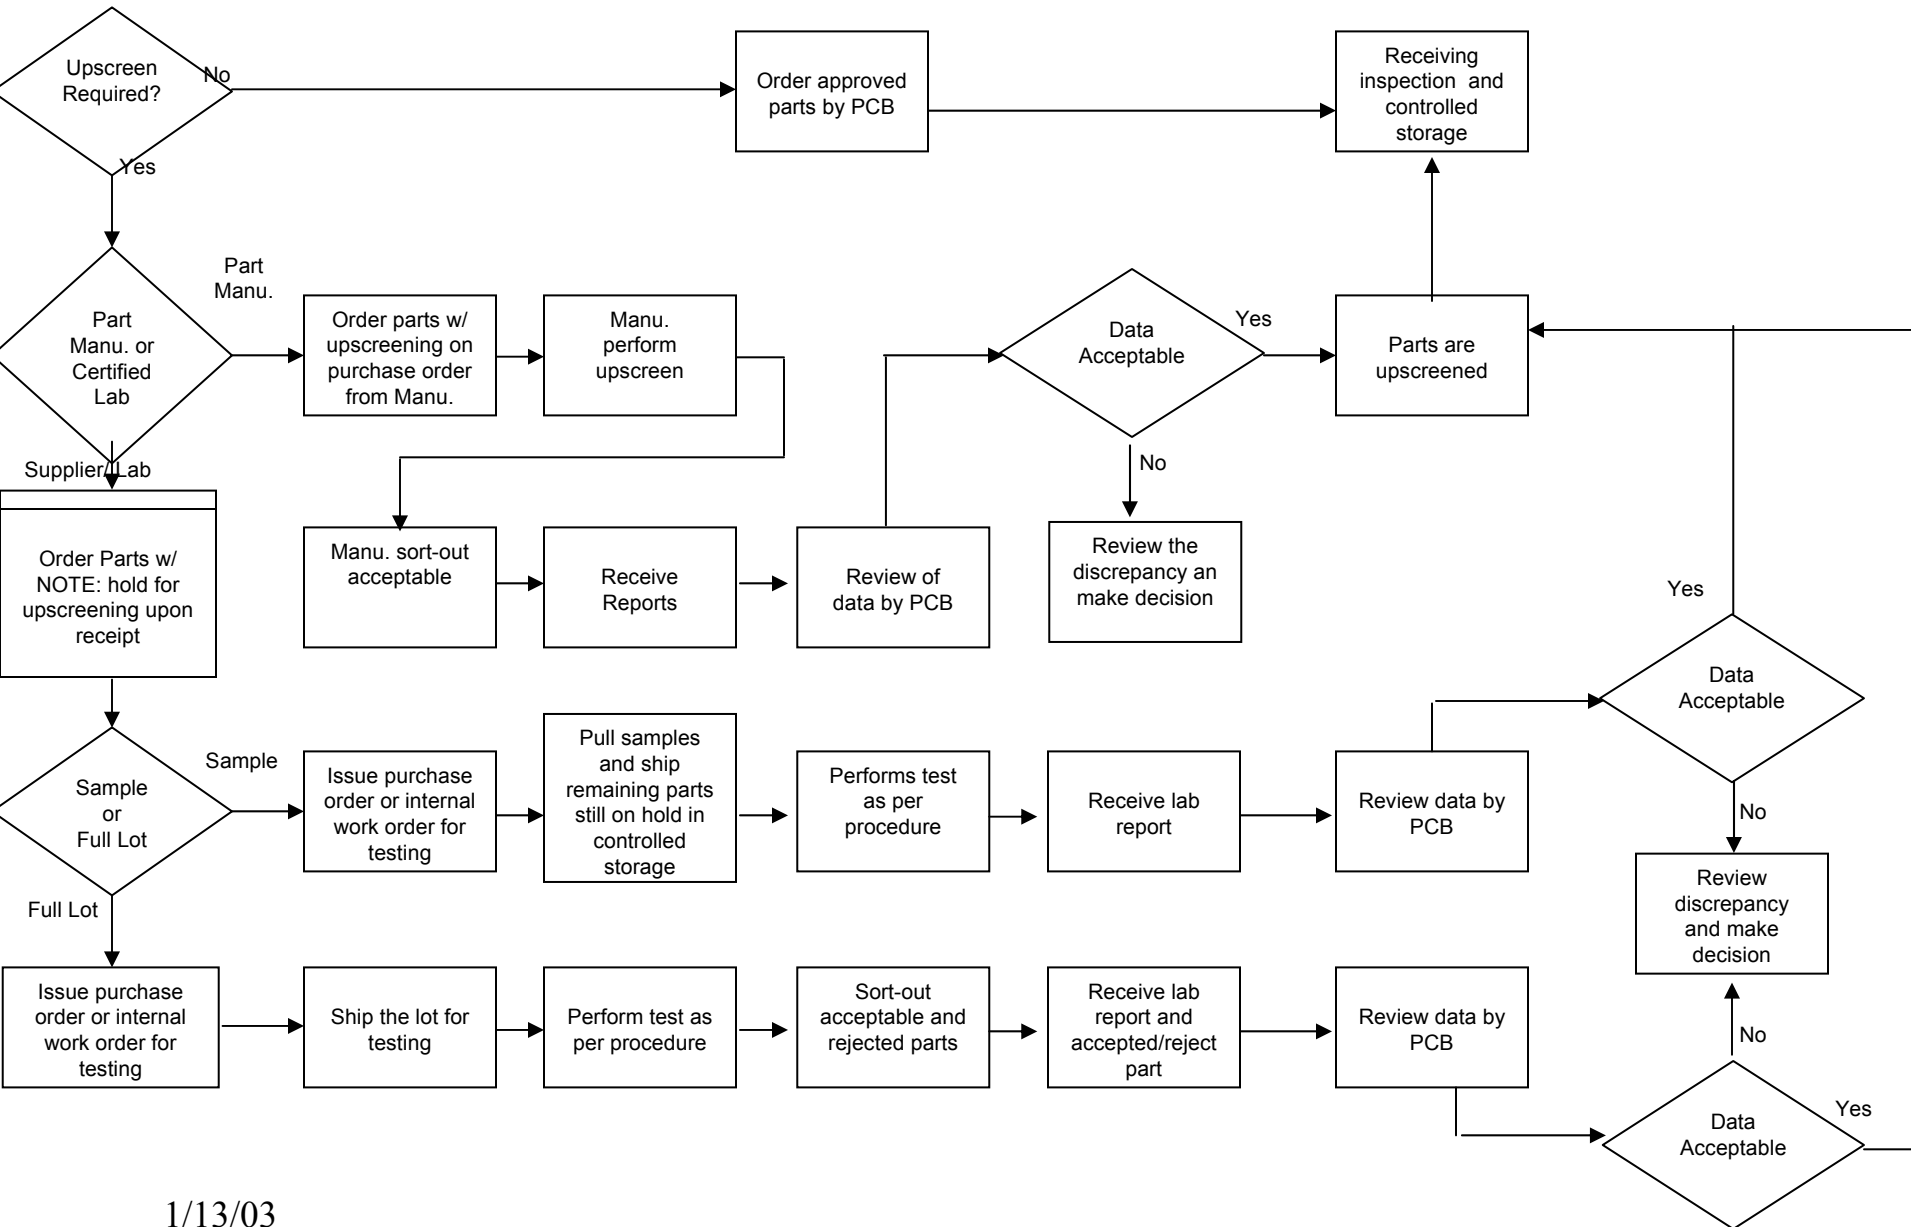 Upscreen
Required?
No
Yes
Order approved
parts by PCB
Receiving
inspection and
controlled
storage
Part
Manu. or
Certified
Lab
Part
Manu.
Supplier/ Lab
Order parts w/
upscreening on
purchase order
from Manu.
Manu.
perform
upscreen
Data
Acceptable
Yes
No
Parts are
upscreened
Manu. sort-out
acceptable
Receive
Reports
Review of
data by PCB
Review the
discrepancy an
make decision
Order Parts w/
NOTE: hold for
upscreening upon
receipt
Sample
or
Full Lot
Sample
Full Lot
Issue purchase
order or internal
work order for
testing
Pull samples
and ship
remaining parts
still on hold in
controlled
storage
Performs test
as per
procedure
Receive lab
report
Review data by
PCB
Data
Acceptable
Yes
No
Review
discrepancy
and make
decision
Issue purchase
order or internal
work order for
testing
Ship the lot for
testing
Perform test as
per procedure
Sort-out
acceptable and
rejected parts
Receive lab
report and
accepted/reject
part
Review data by
PCB
No
Data
Acceptable
Yes
1/13/03